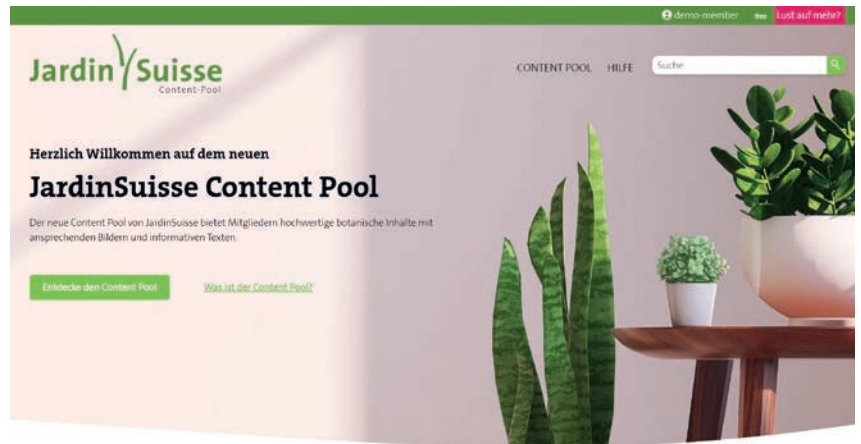 demo-member free Lust auf mehr?
JardinSuisse
Content-Pool
CONTENT POOL HILFE Suche
Herzlich Willkommen auf dem neuen
JardinSuisse Content Pool
Der neue Content Pool von JardinSuisse bietet Mitgliedern hochwertige botanische Inhalte mit
ansprechenden Bildern und informativen Texten.
Entdecke den Content Pool Was ist der Content Pool?